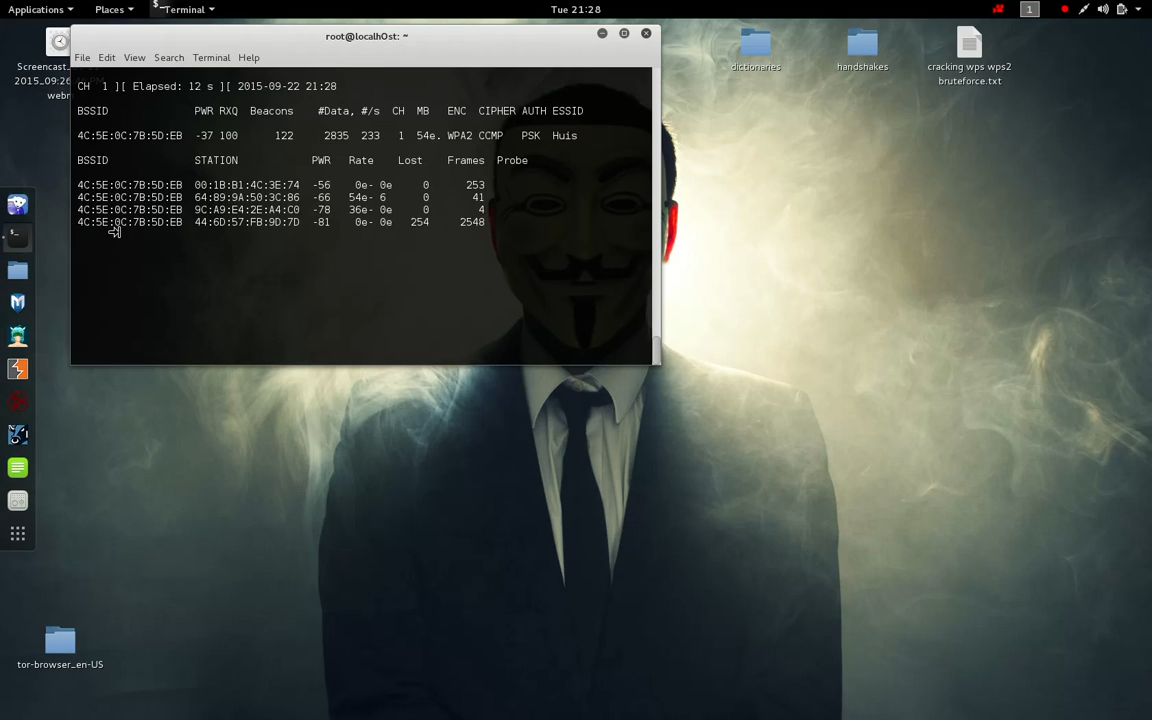 Applications Places Terminal Tue 21:28 1
root@localhOst: ~
File Edit View Search Terminal Help
CH 1 ][ Elapsed: 12 s ][ 2015-09-22 21:28
BSSID PWR RXQ Beacons #Data, #/s CH MB ENC CIPHER AUTH ESSID
4C:5E:0C:7B:5D:EB -37 100 122 2835 233 1 54e. WPA2 CCMP PSK Huis
BSSID STATION PWR Rate Lost Frames Probe
4C:5E:0C:7B:5D:EB 00:1B:B1:4C:3E:74 -56 0e- 0e 0 253
4C:5E:0C:7B:5D:EB 64:89:9A:50:3C:86 -66 54e- 6 0 41
4C:5E:0C:7B:5D:EB 9C:A9:E4:2E:A4:C0 -78 36e- 0e 0 4
4C:5E:0C:7B:5D:EB 44:6D:57:FB:9D:7D -81 0e- 0e 254 2548
Screencast_
2015_09:26
webm
dictionaries
handshakes
cracking wps wps2
bruteforce.txt
tor-browser_en-US